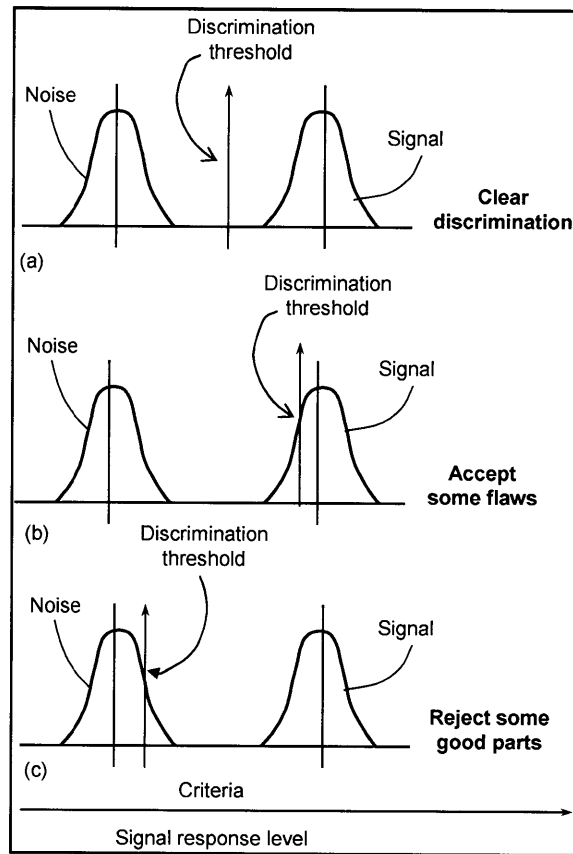 Discrimination
threshold
Noise
Signal
Clear
discrimination
(a)
Discrimination
threshold
Noise
Signal
Accept
some flaws
(b)
Discrimination
threshold
Noise
Signal
Reject some
good parts
(c)
Criteria
Signal response level